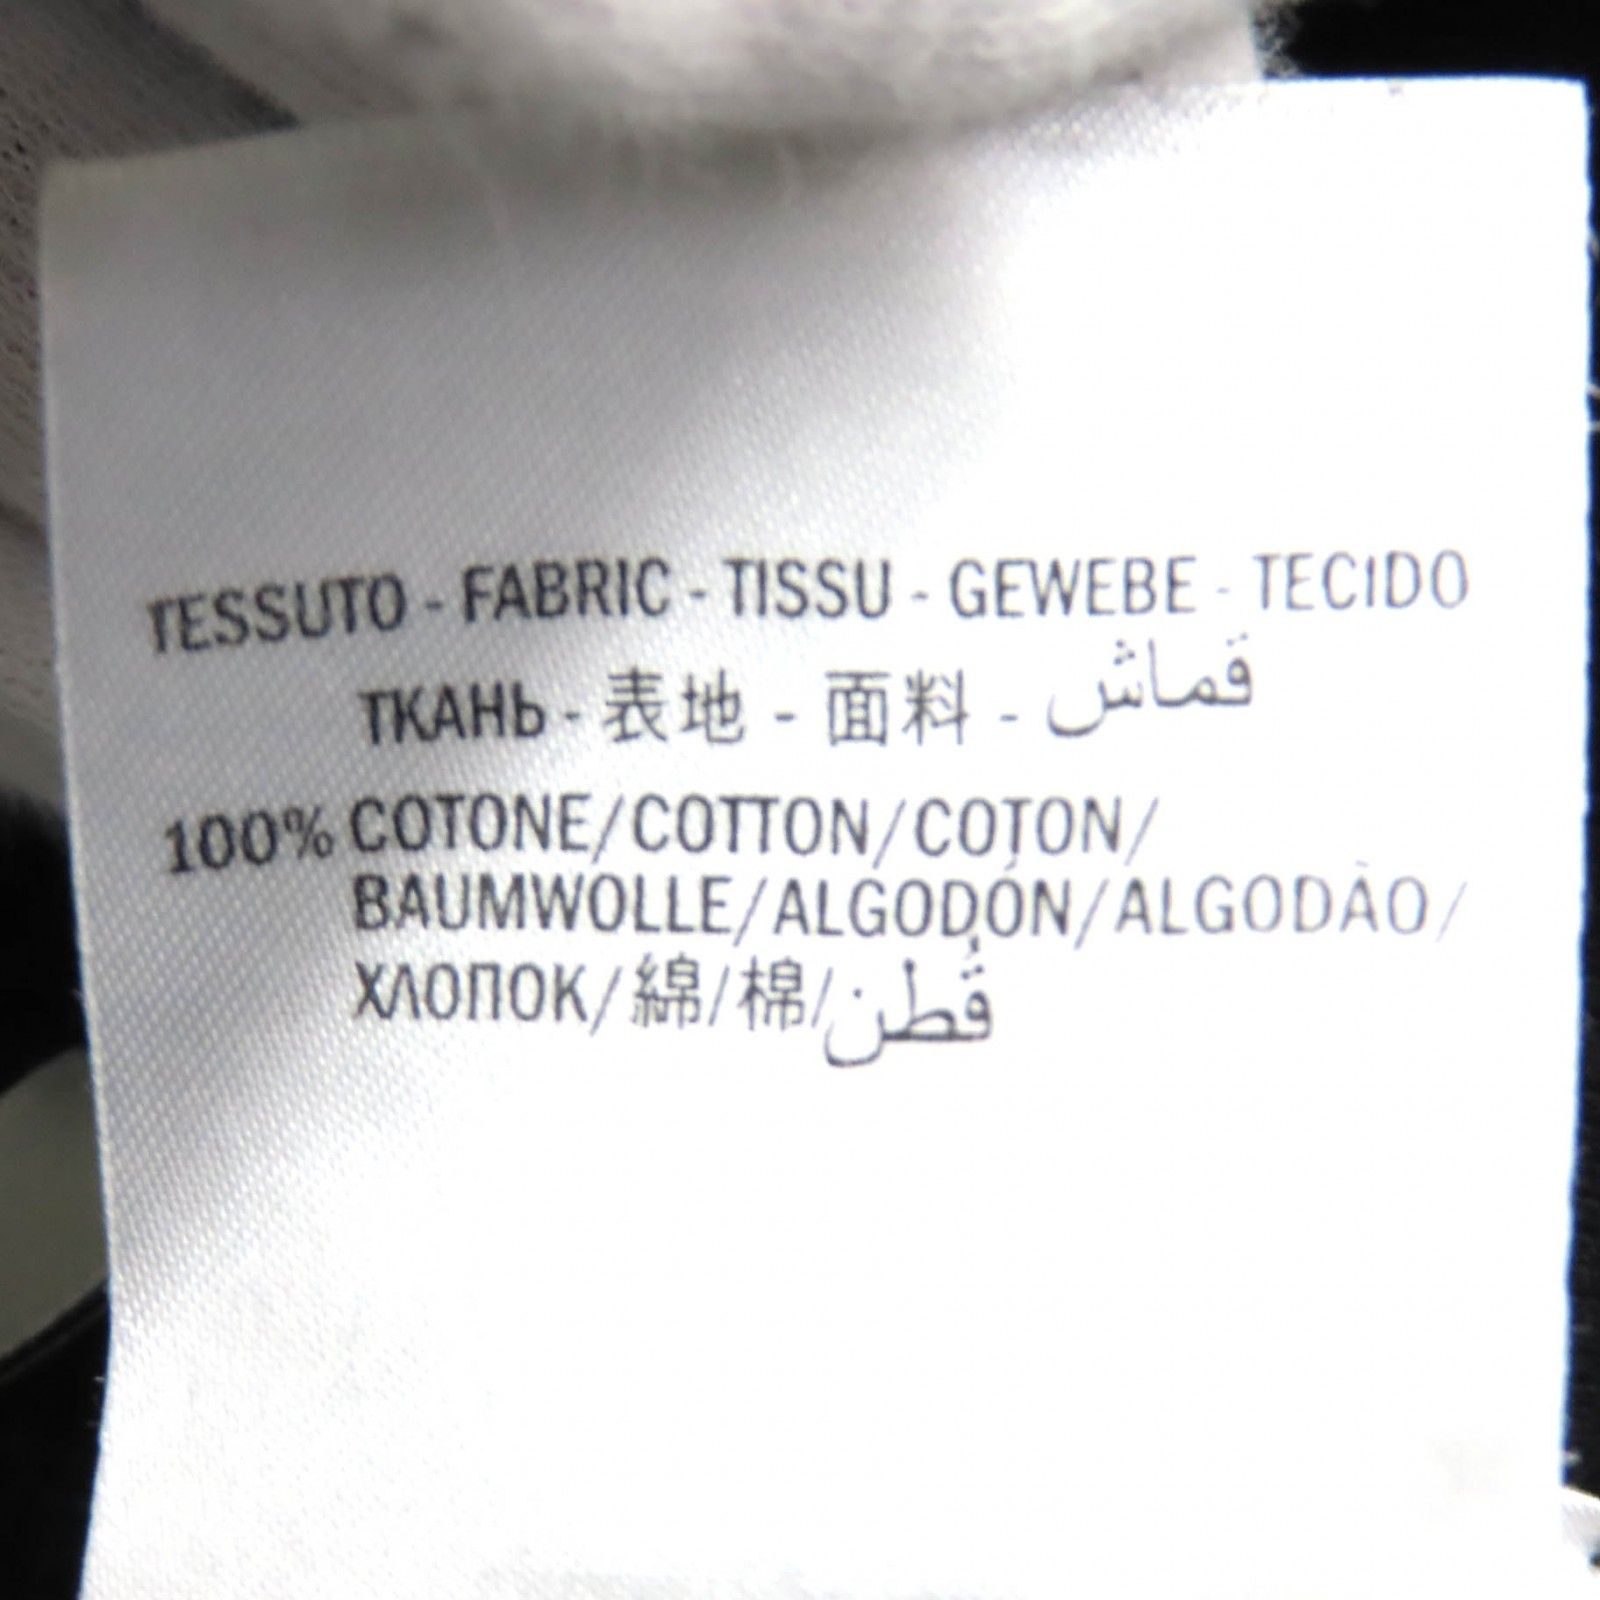 TESSUTO - FABRIC - TISSU - GEWEBE - TECIDO
ТКАНЬ - 表地 - 面料 - قماش
100% COTONE/COTTON/COTON/
BAUMWOLLE/ALGODÓN/ALGODÃO/
ХЛОПОК/綿/棉/قُطن